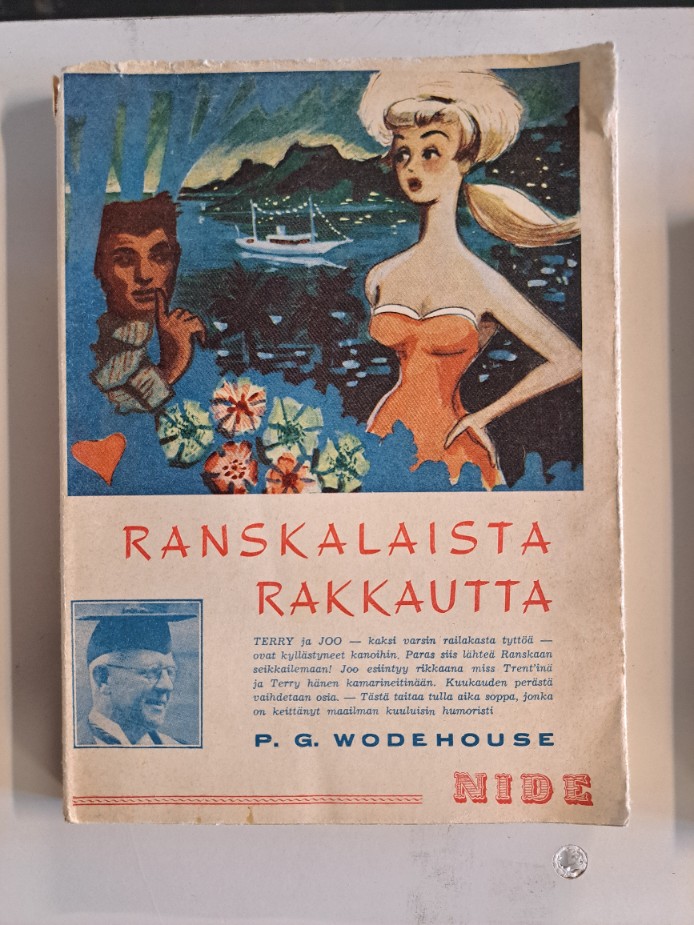 RANSKALAISTA
RAKKAUTTA
TERRY ja JOO — kaksi varsin railakasta tyttöä —
ovat kyllästyneet kanoihin. Paras siis lähteä Ranskaan
seikkailemaan! Joo esiintyy rikkaana miss Trent'inä
ja Terry hänen kamarineitinään. Kuukauden perästä
vaihdetaan osia. — Tästä taitaa tulla aika soppa, jonka
on keittänyt maailman kuuluisin humoristi
P. G. WODEHOUSE
NIDE